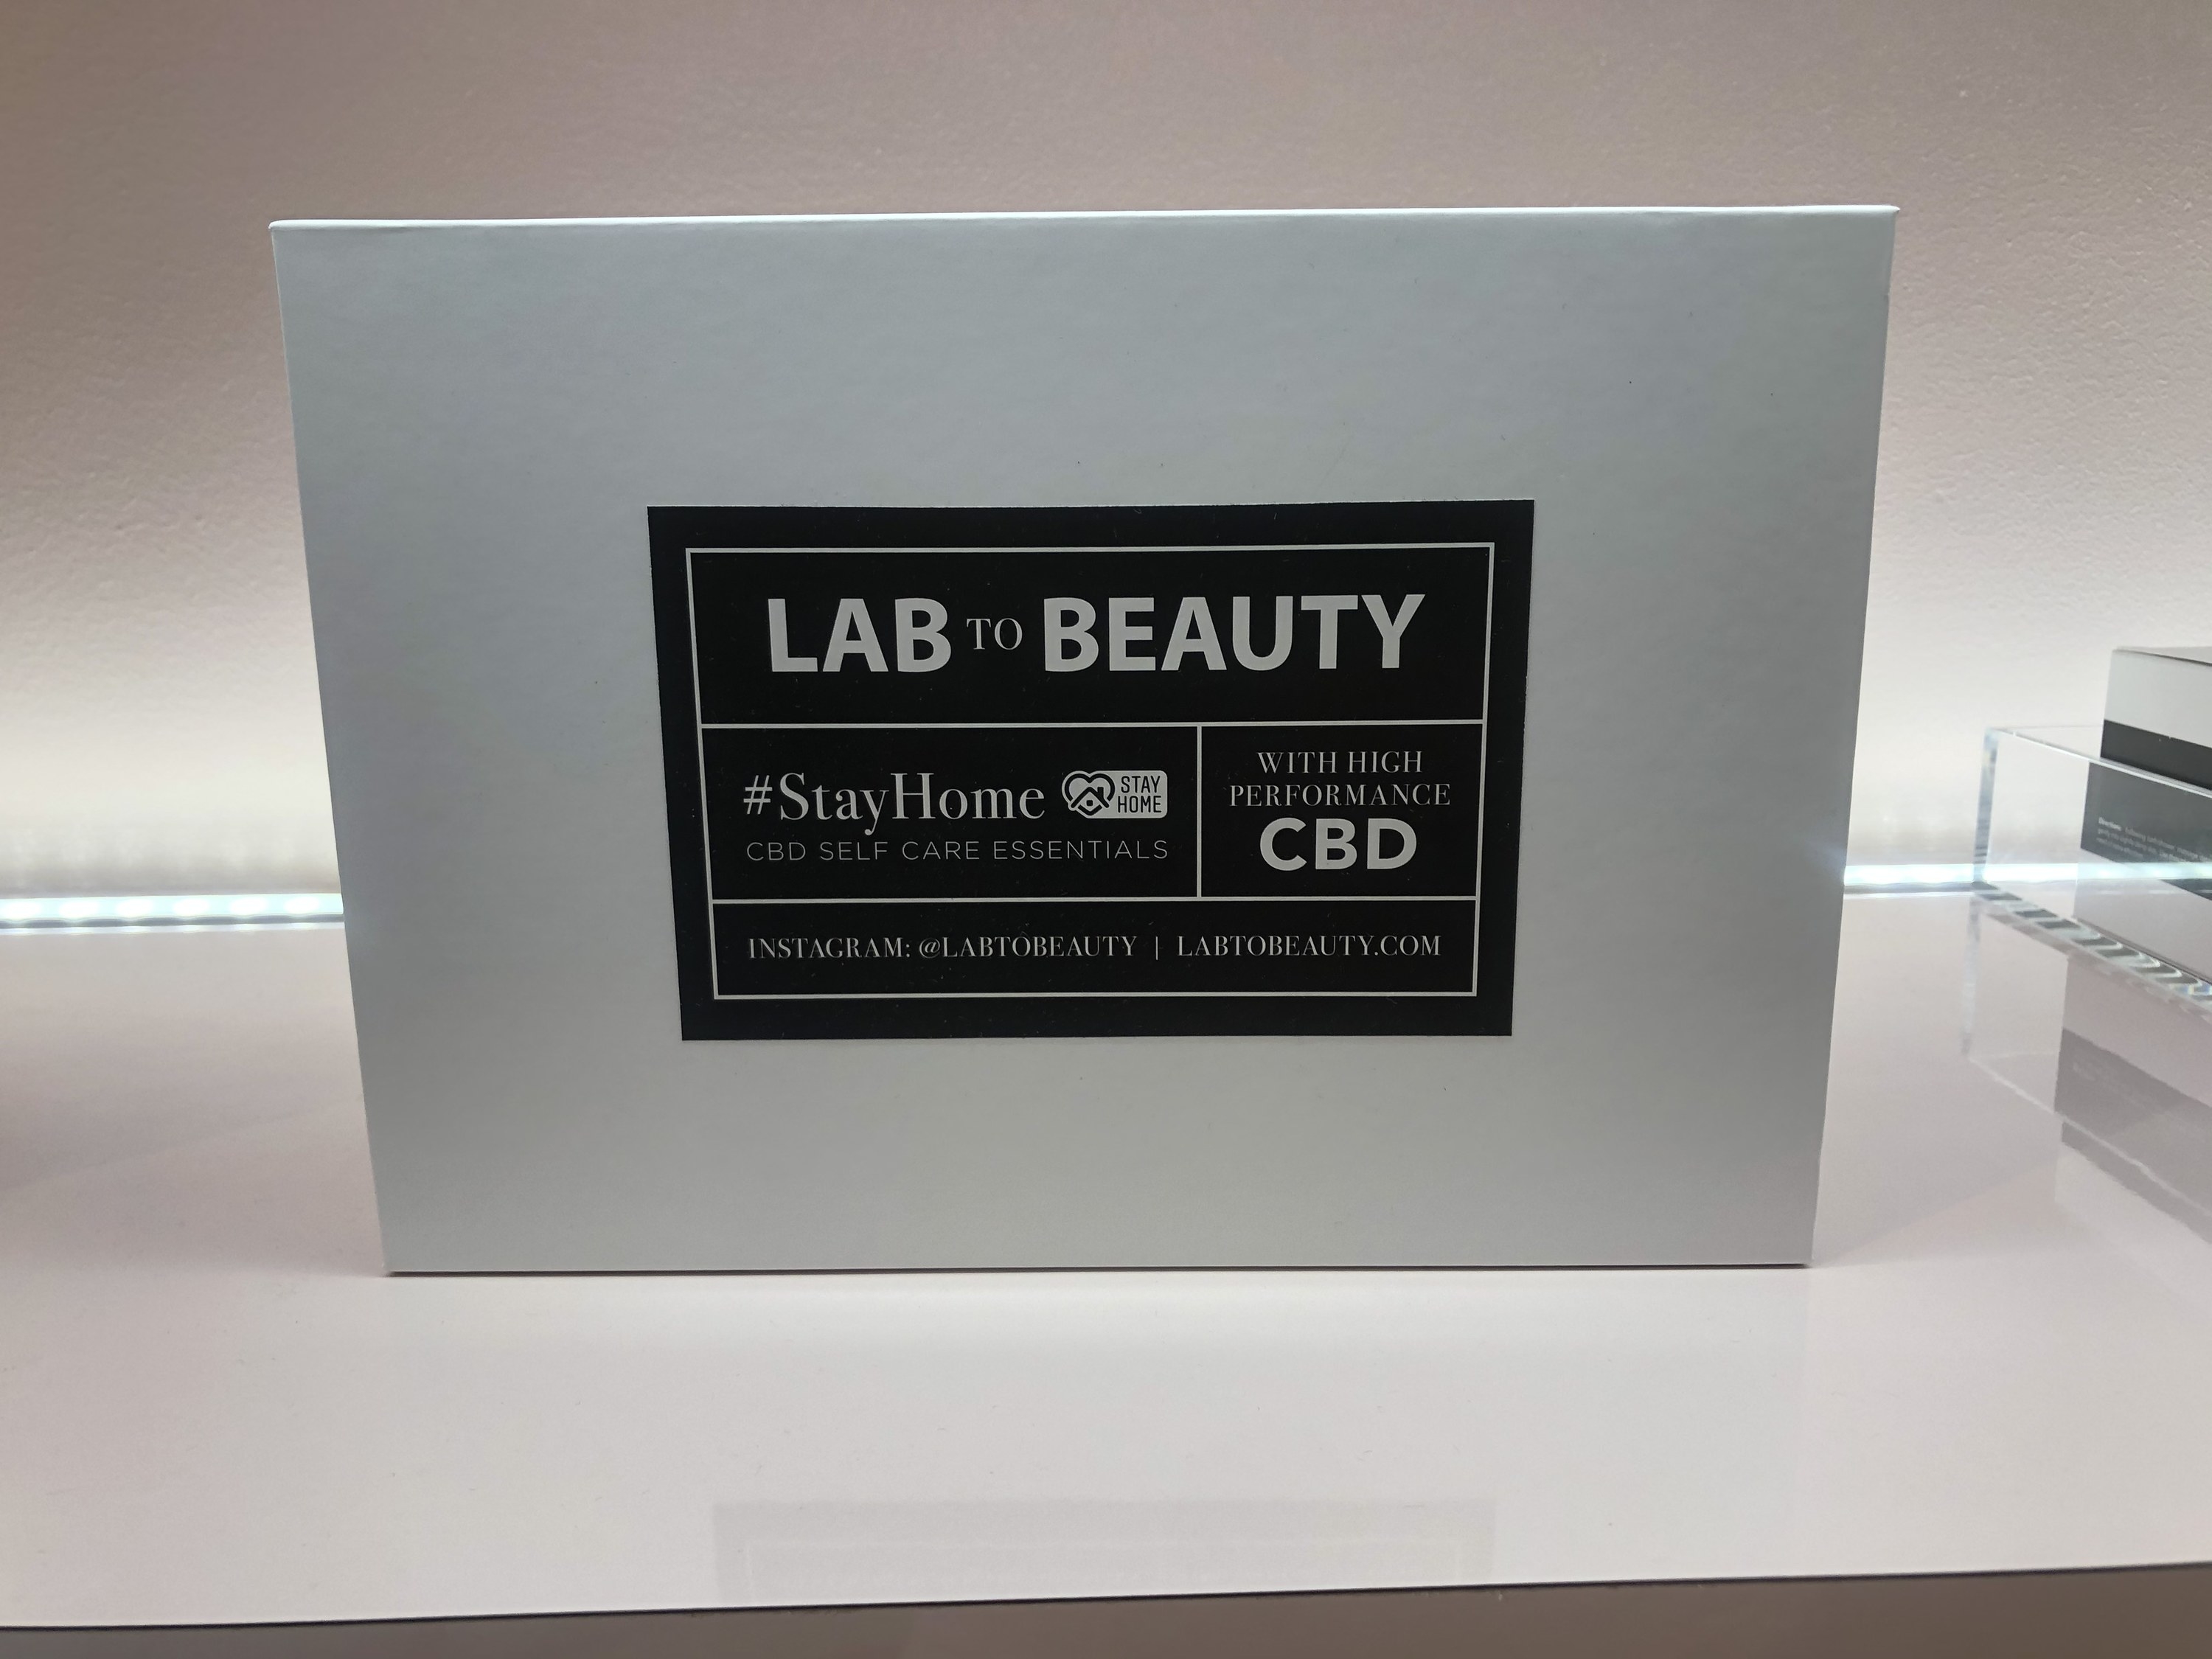 LAB TO BEAUTY
#StayHome STAY HOME
CBD SELF CARE ESSENTIALS
WITH HIGH
PERFORMANCE
CBD
INSTAGRAM: @LABTOBEAUTY | LABTOBEAUTY.COM